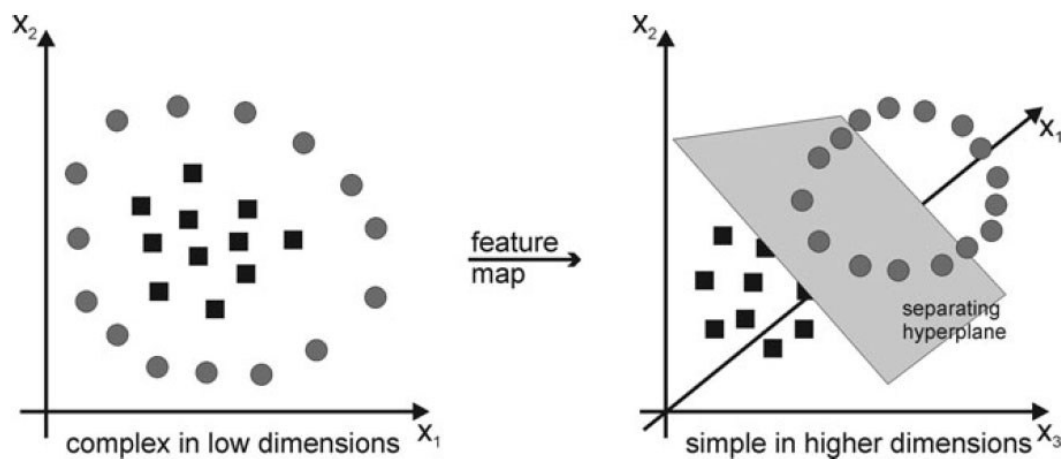 X₂
X₁
complex in low dimensions
feature
map
X₂
X₁
separating
hyperplane
X₃
simple in higher dimensions